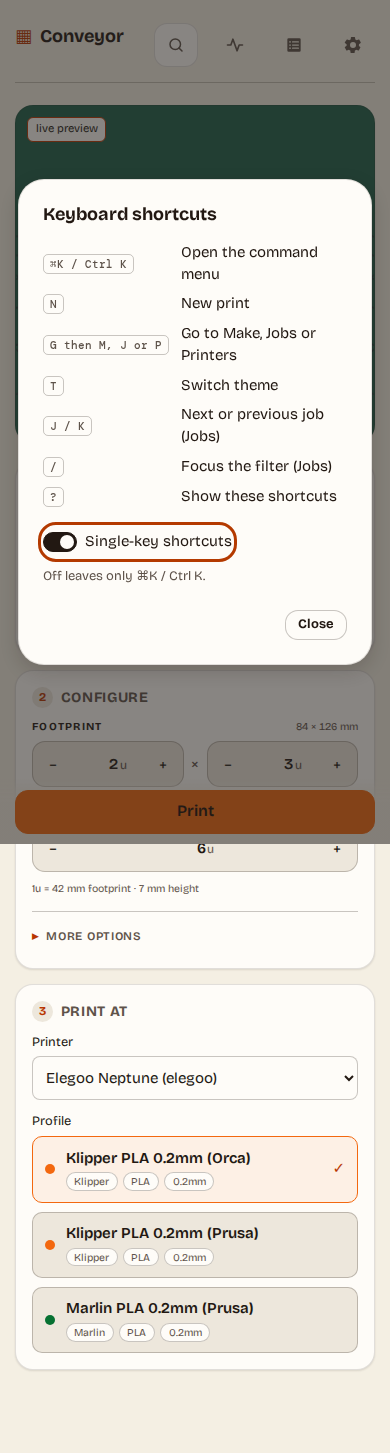 Conveyor
live preview
Keyboard shortcuts
⌘K / Ctrl K
Open the command
menu
N
New print
G then M, J or P
Go to Make, Jobs or
Printers
T
Switch theme
J / K
Next or previous job
(Jobs)
/
Focus the filter (Jobs)
?
Show these shortcuts
Single-key shortcuts
Off leaves only ⌘K / Ctrl K.
Close
2 CONFIGURE
FOOTPRINT 84 × 126 mm
− 2 u + × − 3 u +
Print
− 6 u +
1u = 42 mm footprint · 7 mm height
▸ MORE OPTIONS
3 PRINT AT
Printer
Elegoo Neptune (elegoo)
Profile
Klipper PLA 0.2mm (Orca) ✓
Klipper PLA 0.2mm
Klipper PLA 0.2mm (Prusa)
Klipper PLA 0.2mm
Marlin PLA 0.2mm (Prusa)
Marlin PLA 0.2mm